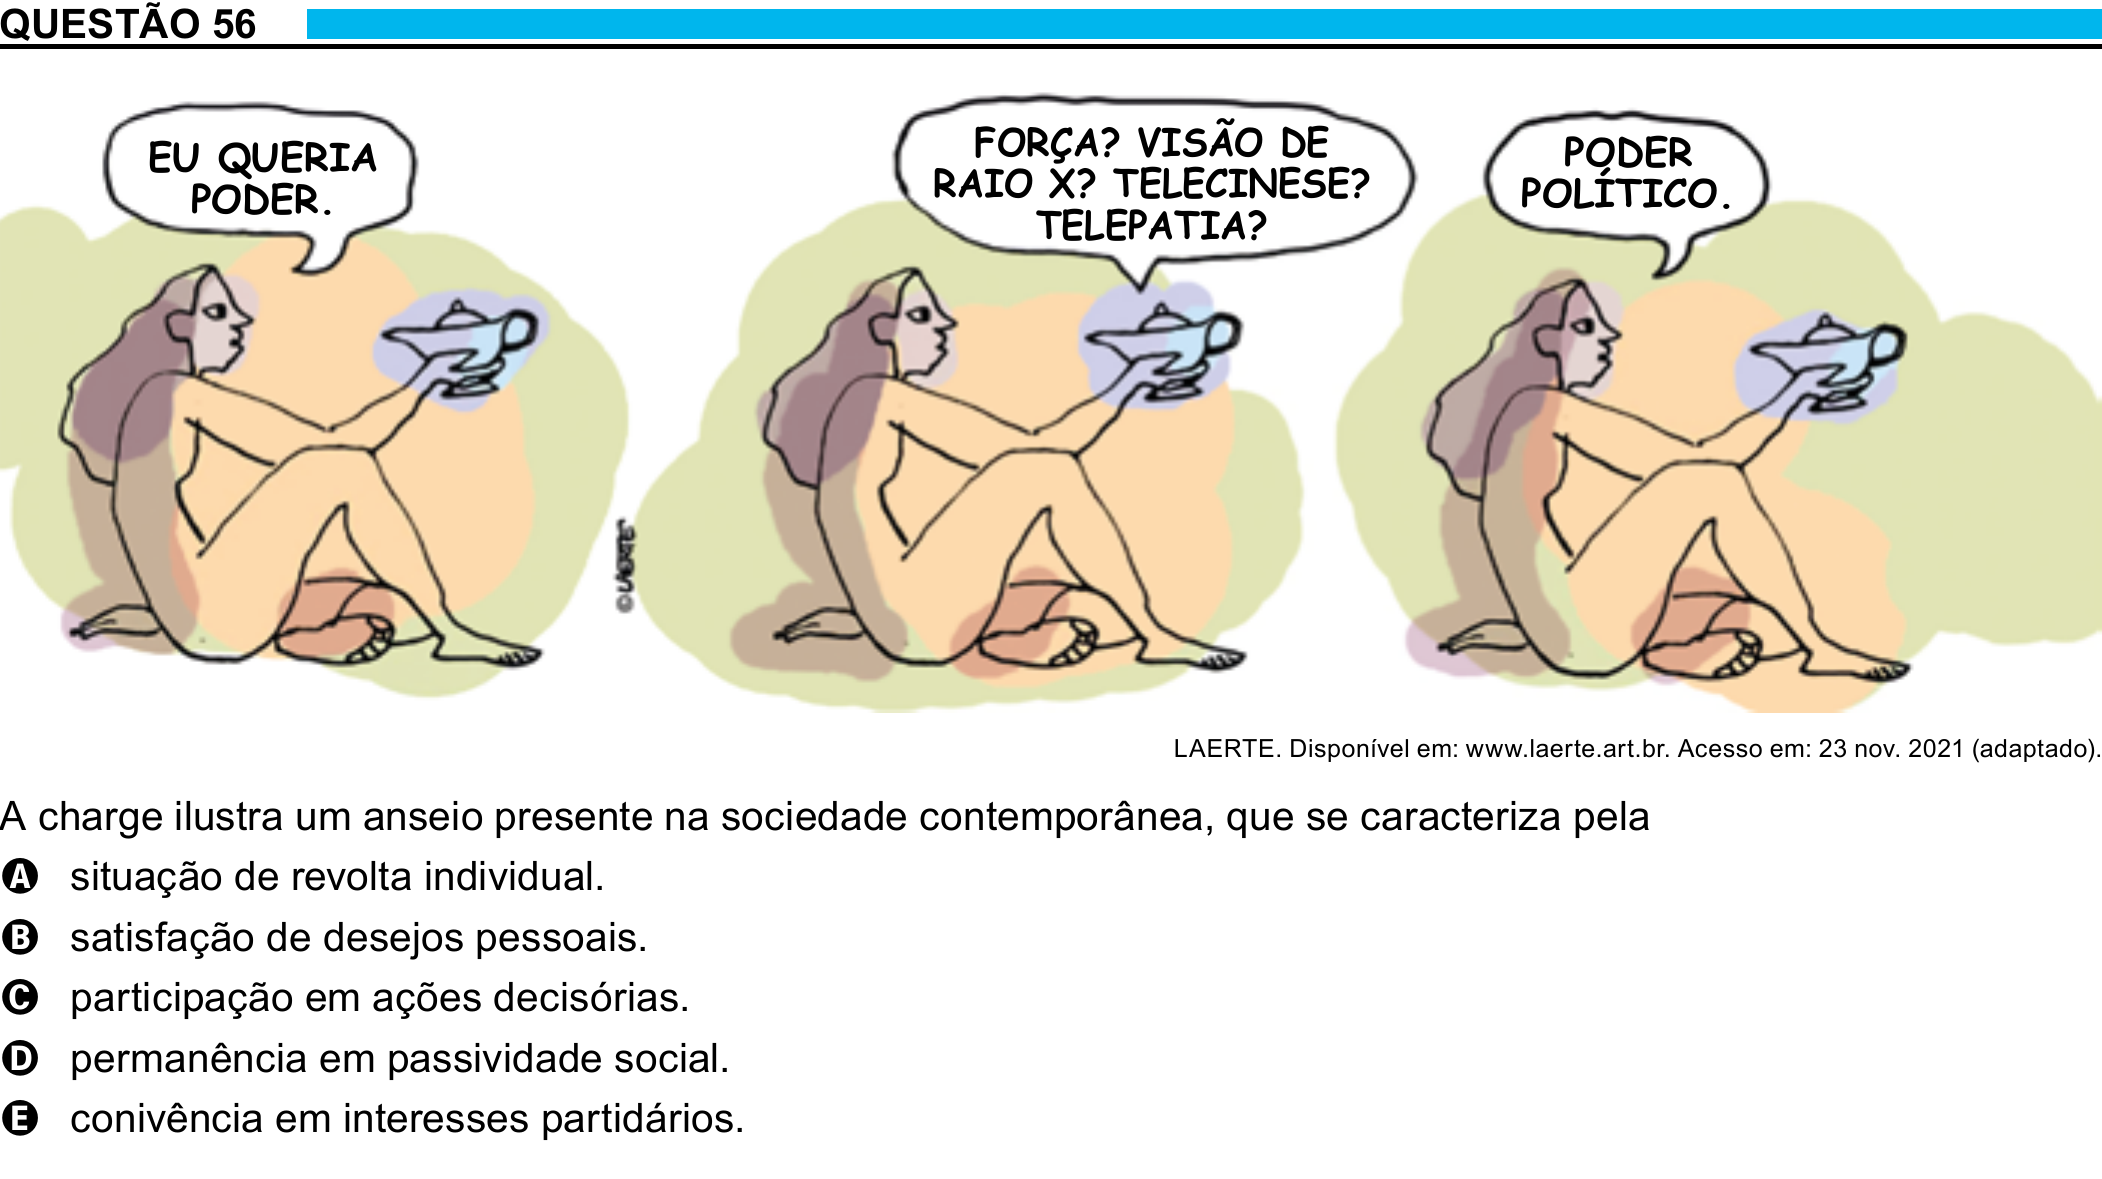 QUESTÃO 56
EU QUERIA
PODER.
FORÇA? VISÃO DE
RAIO X? TELECINESE?
TELEPATIA?
PODER
POLÍTICO.
©LAERTE
LAERTE. Disponível em: www.laerte.art.br. Acesso em: 23 nov. 2021 (adaptado).
A charge ilustra um anseio presente na sociedade contemporânea, que se caracteriza pela
A situação de revolta individual.
B satisfação de desejos pessoais.
C participação em ações decisórias.
D permanência em passividade social.
E conivência em interesses partidários.